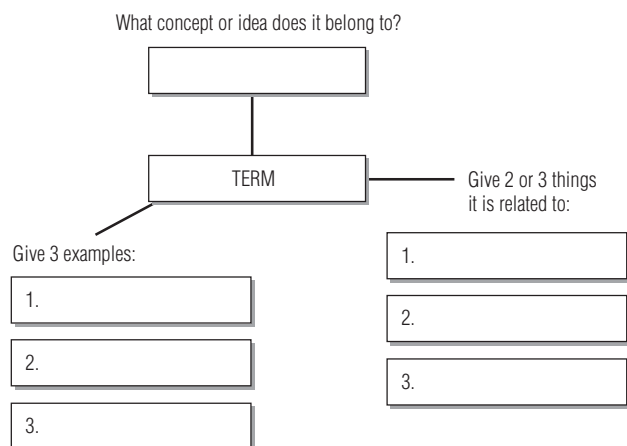 What concept or idea does it belong to?
TERM
Give 2 or 3 things
it is related to:
Give 3 examples:
1.
2.
3.
1.
2.
3.